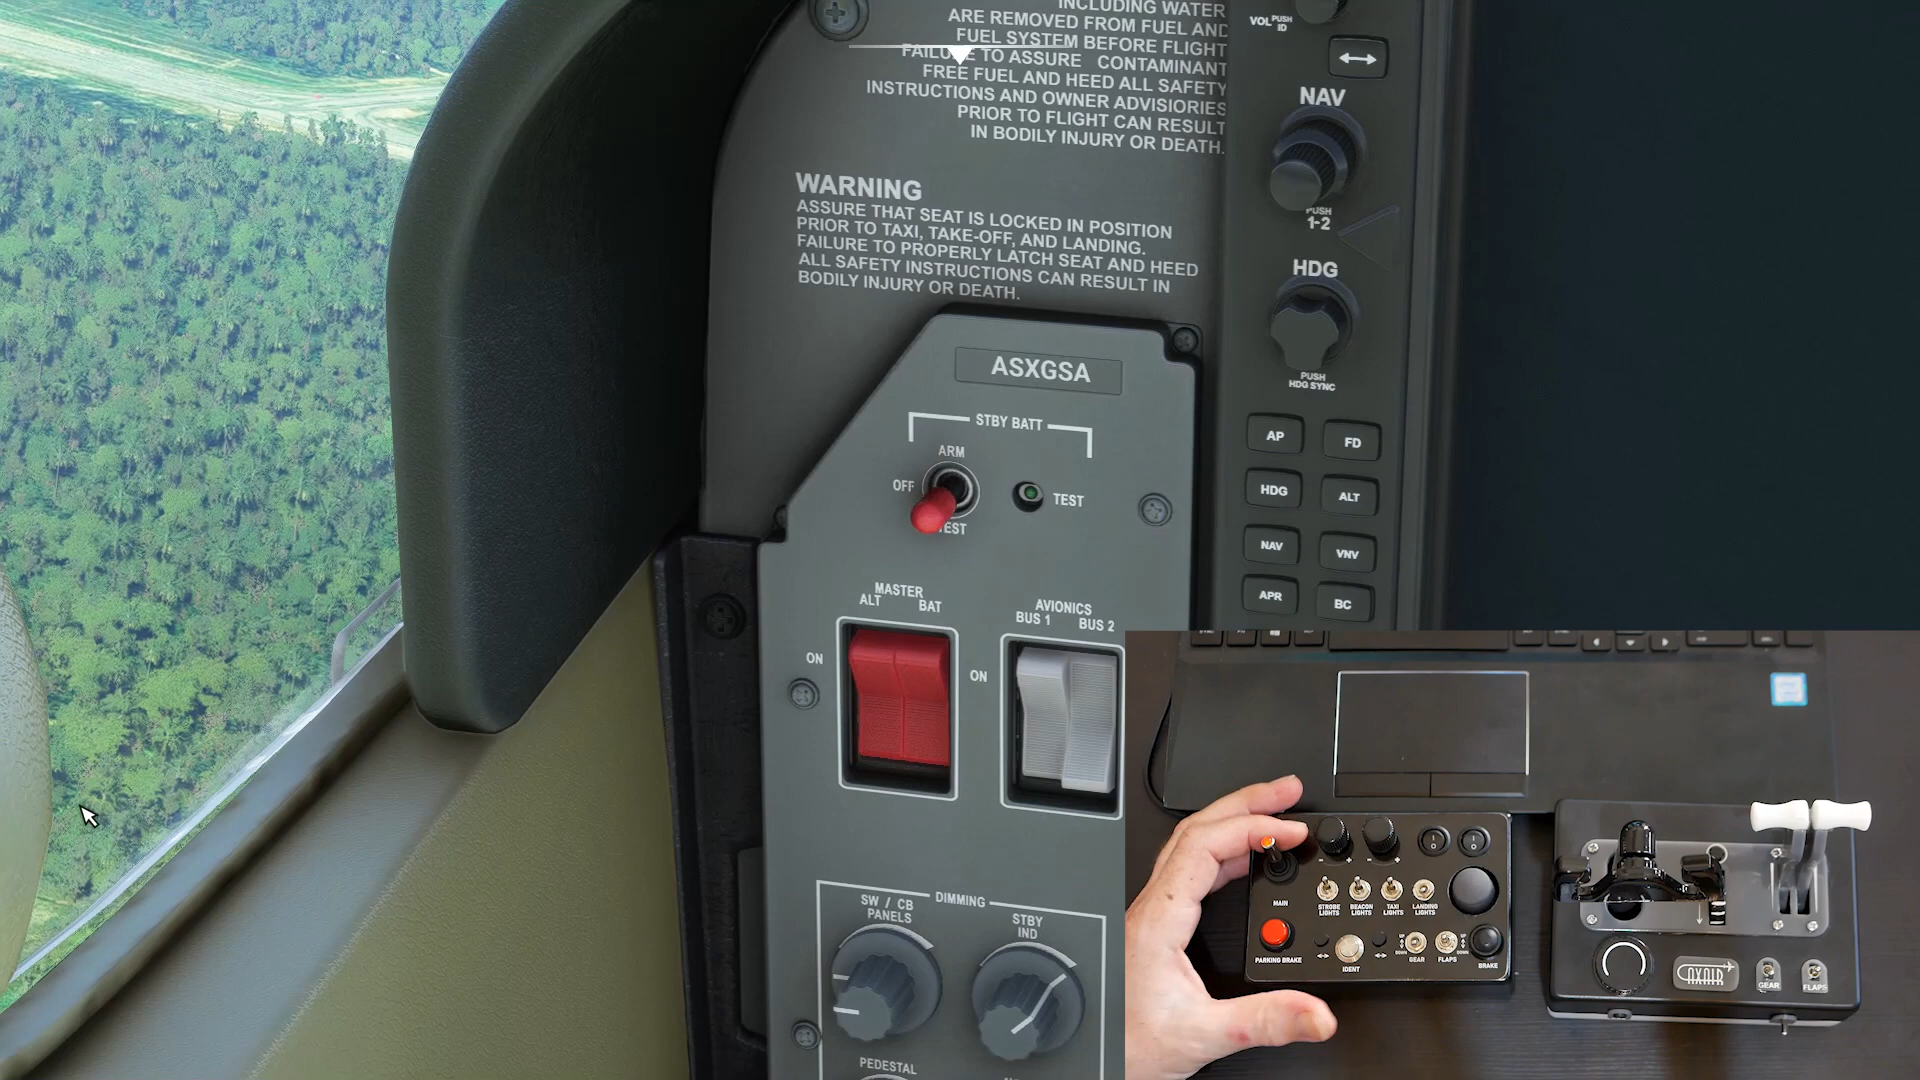 INCLUDING WATER
ARE REMOVED FROM FUEL AND
FUEL SYSTEM BEFORE FLIGHT
FAILURE TO ASSURE CONTAMINANT
FREE FUEL AND HEED ALL SAFETY
INSTRUCTIONS AND OWNER ADVISIORIES
PRIOR TO FLIGHT CAN RESULT
IN BODILY INJURY OR DEATH.
WARNING
ASSURE THAT SEAT IS LOCKED IN POSITION
PRIOR TO TAXI, TAKE-OFF, AND LANDING.
FAILURE TO PROPERLY LATCH SEAT AND HEED
ALL SAFETY INSTRUCTIONS CAN RESULT IN
BODILY INJURY OR DEATH.
VOL PUSH ID
NAV
PUSH
1-2
HDG
PUSH
HDG SYNC
AP FD
HDG ALT
NAV VNV
APR BC
ASXGSA
STBY BATT
ARM
OFF
TEST
TEST
MASTER
ALT BAT
ON
AVIONICS
BUS 1 BUS 2
ON
DIMMING
SW / CB
PANELS
STBY
IND
PEDESTAL
MAIN
STROBE
LIGHTS
BEACON
LIGHTS
TAXI
LIGHTS
LANDING
LIGHTS
PARKING BRAKE
IDENT
UP
DOWN
GEAR
FLAPS
UP
DOWN
BRAKE
GEAR
FLAPS